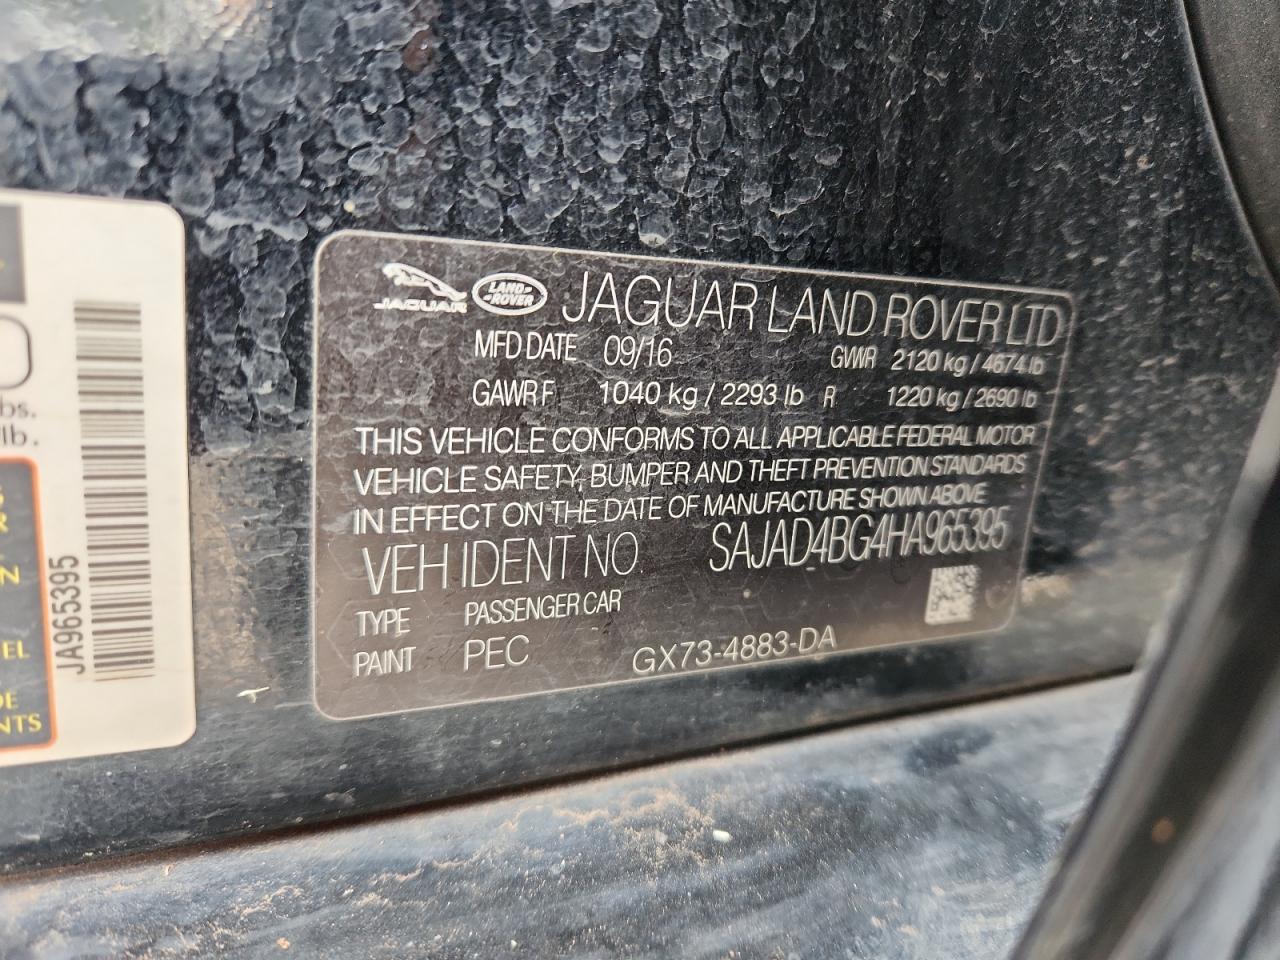 JAGUAR LAND ROVER JAGUAR LAND ROVER LTD
MFD DATE 09/16 GVWR 2120 kg / 4674 lb
GAWR F 1040 kg / 2293 lb R 1220 kg / 2690 lb
THIS VEHICLE CONFORMS TO ALL APPLICABLE FEDERAL MOTOR
VEHICLE SAFETY, BUMPER AND THEFT PREVENTION STANDARDS
IN EFFECT ON THE DATE OF MANUFACTURE SHOWN ABOVE
VEH IDENT NO SAJAD4BG4HA965395
TYPE PASSENGER CAR
PAINT PEC GX73-4883-DA
JA965395
lb.
EL
NTS